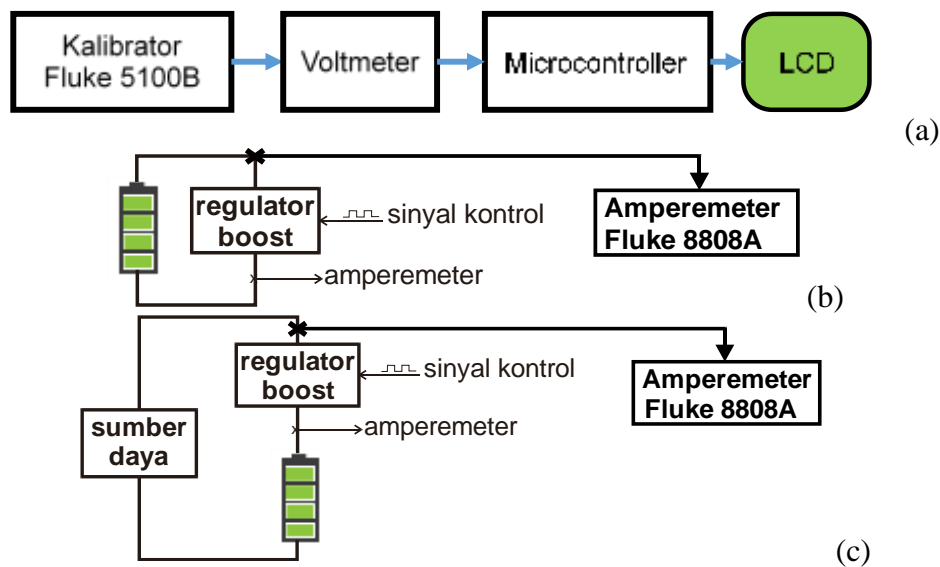 Kalibrator
Fluke 5100B
Voltmeter
Microcontroller
LCD
(a)
regulator
boost
sinyal kontrol
amperemeter
Amperemeter
Fluke 8808A
(b)
regulator
boost
sinyal kontrol
amperemeter
sumber
daya
Amperemeter
Fluke 8808A
(c)